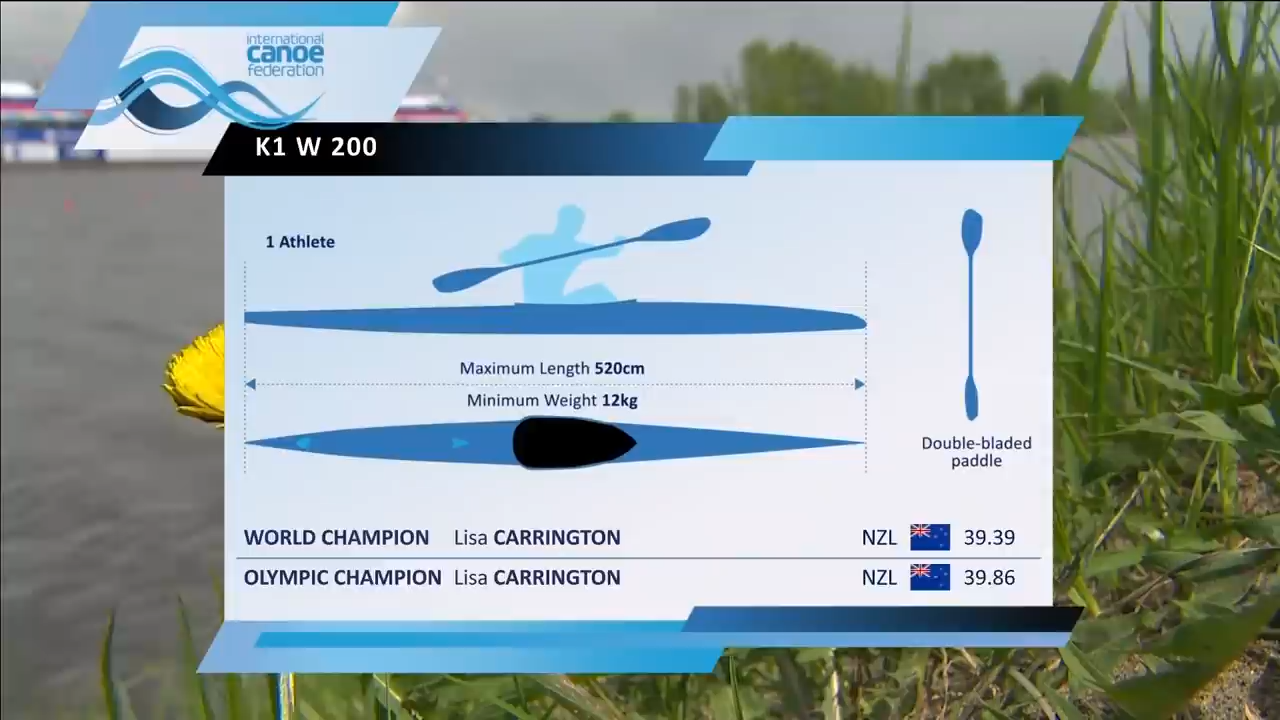 international
canoe
federation
K1 W 200
1 Athlete
Maximum Length 520cm
Minimum Weight 12kg
Double-bladed
paddle
WORLD CHAMPION Lisa CARRINGTON NZL 39.39
OLYMPIC CHAMPION Lisa CARRINGTON NZL 39.86